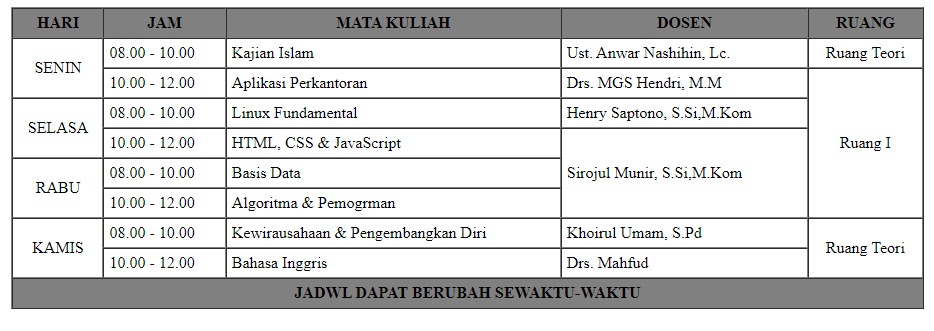 HARI JAM MATA KULIAH DOSEN RUANG
SENIN 08.00 - 10.00 Kajian Islam Ust. Anwar Nashihin, Lc. Ruang Teori
10.00 - 12.00 Aplikasi Perkantoran Drs. MGS Hendri, M.M Ruang I
SELASA 08.00 - 10.00 Linux Fundamental Henry Saptono, S.Si,M.Kom
10.00 - 12.00 HTML, CSS & JavaScript Sirojul Munir, S.Si,M.Kom
RABU 08.00 - 10.00 Basis Data
10.00 - 12.00 Algoritma & Pemogrman
KAMIS 08.00 - 10.00 Kewirausahaan & Pengembangkan Diri Khoirul Umam, S.Pd Ruang Teori
10.00 - 12.00 Bahasa Inggris Drs. Mahfud
JADWL DAPAT BERUBAH SEWAKTU-WAKTU